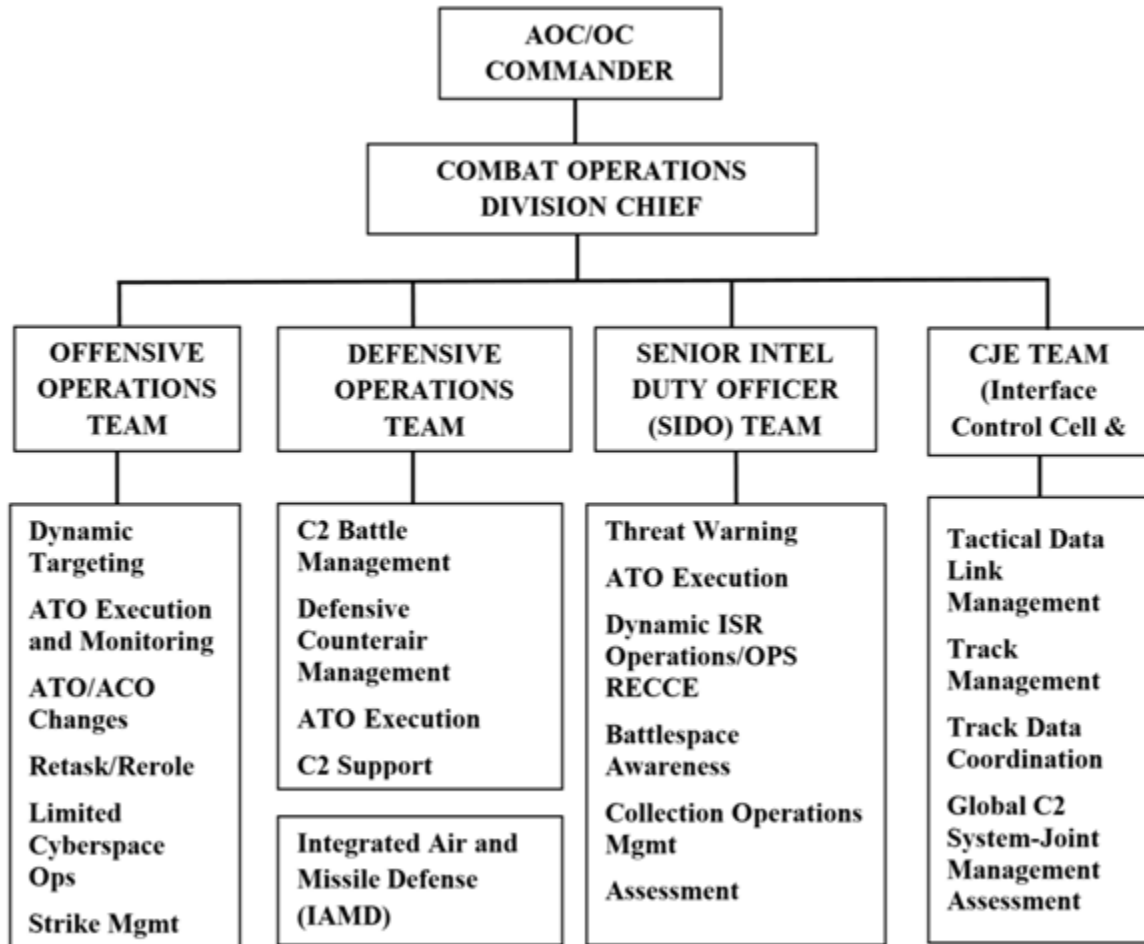 AOC/OC
COMMANDER
COMBAT OPERATIONS
DIVISION CHIEF
OFFENSIVE
OPERATIONS
TEAM
DEFENSIVE
OPERATIONS
TEAM
SENIOR INTEL
DUTY OFFICER
(SIDO) TEAM
CJE TEAM
(Interface
Control Cell &
Dynamic
Targeting
ATO Execution
and Monitoring
ATO/ACO
Changes
Retask/Rerole
Limited
Cyberspace
Ops
Strike Mgmt
C2 Battle
Management
Defensive
Counterair
Management
ATO Execution
C2 Support
Integrated Air and
Missile Defense
(IAMD)
Threat Warning
ATO Execution
Dynamic ISR
Operations/OPS
RECCE
Battlespace
Awareness
Collection Operations
Mgmt
Assessment
Tactical Data
Link
Management
Track
Management
Track Data
Coordination
Global C2
System-Joint
Management
Assessment